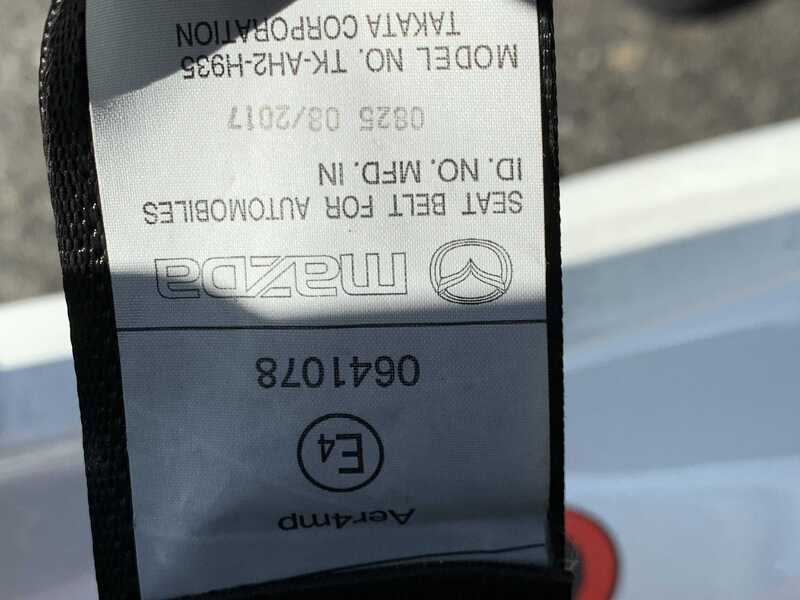 Aer4mp
E4
0641078
mazda
SEAT BELT FOR AUTOMOBILES
ID. NO. MFD. IN
0825 08/2017
MODEL NO. TK-AH2-H935
TAKATA CORPORATION